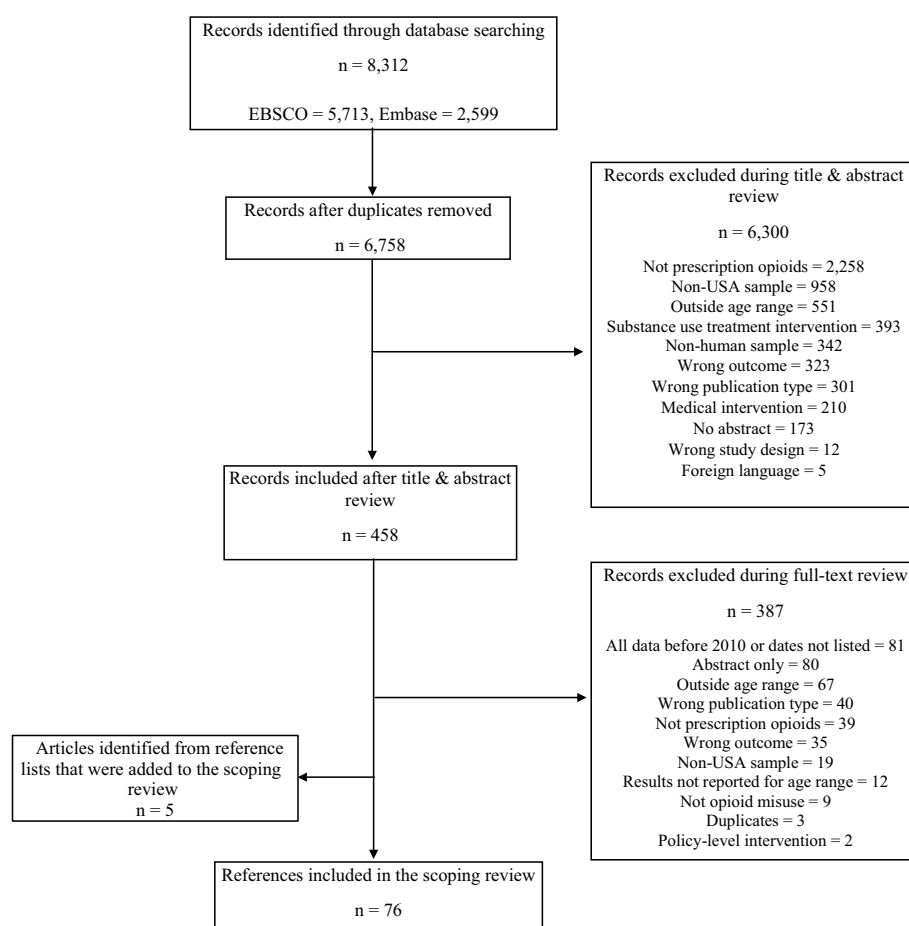 Records identified through database searching
n = 8,312
EBSCO = 5,713, Embase = 2,599
Records after duplicates removed
n = 6,758
Records excluded during title & abstract
review
n = 6,300
Not prescription opioids = 2,258
Non-USA sample = 958
Outside age range = 551
Substance use treatment intervention = 393
Non-human sample = 342
Wrong outcome = 323
Wrong publication type = 301
Medical intervention = 210
No abstract = 173
Wrong study design = 12
Foreign language = 5
Records included after title & abstract
review
n = 458
Records excluded during full-text review
n = 387
All data before 2010 or dates not listed = 81
Abstract only = 80
Outside age range = 67
Wrong publication type = 40
Not prescription opioids = 39
Wrong outcome = 35
Non-USA sample = 19
Results not reported for age range = 12
Not opioid misuse = 9
Duplicates = 3
Policy-level intervention = 2
Articles identified from reference
lists that were added to the scoping
review
n = 5
References included in the scoping review
n = 76